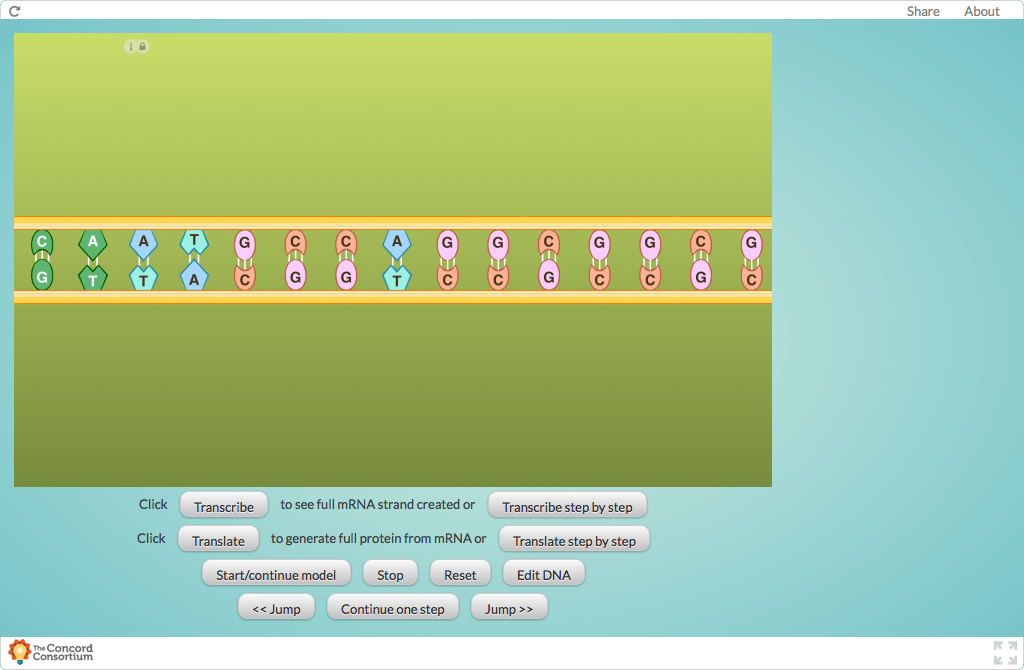 Share About
C A A T G C C A G G C G G C G
G T T A C G G T C C G C C G C
Click Transcribe to see full mRNA strand created or Transcribe step by step
Click Translate to generate full protein from mRNA or Translate step by step
Start/continue model Stop Reset Edit DNA
<< Jump Continue one step Jump >>
The Concord
Consortium